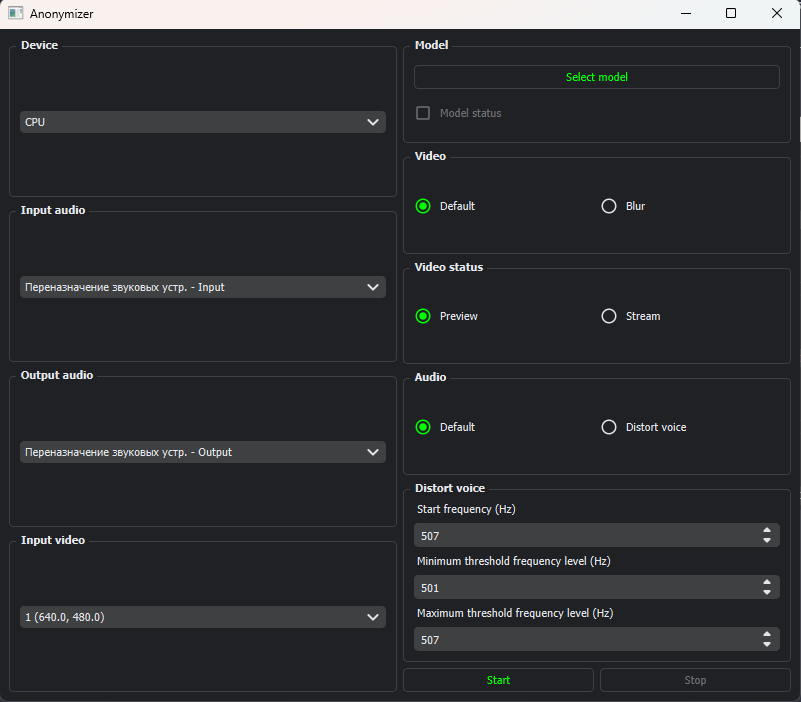 Anonymizer
Device
CPU
Input audio
Переназначение звуковых устр. - Input
Output audio
Переназначение звуковых устр. - Output
Input video
1 (640.0, 480.0)
Model
Select model
Model status
Video
Default
Blur
Video status
Preview
Stream
Audio
Default
Distort voice
Distort voice
Start frequency (Hz)
507
Minimum threshold frequency level (Hz)
501
Maximum threshold frequency level (Hz)
507
Start
Stop